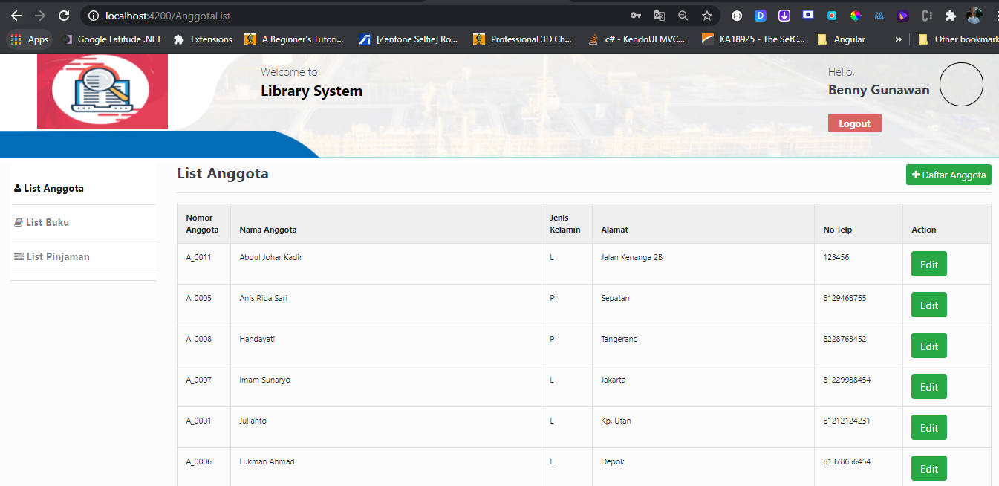 localhost:4200/AnggotaList
Apps Google Latitude .NET Extensions A Beginner's Tutori... [Zenfone Selfie] Ro... Professional 3D Ch... c# - KendoUI MVC... KA18925 - The SetC... Angular » Other bookmark
Welcome to
Library System
Hello,
Benny Gunawan
Logout
List Anggota
List Buku
List Pinjaman
List Anggota
Daftar Anggota
Nomor Anggota Nama Anggota Jenis Kelamin Alamat No Telp Action
A_0011 Abdul Johar Kadir L Jalan Kenanga 2B 123456 Edit
A_0005 Anis Rida Sari P Sepatan 8129468765 Edit
A_0008 Handayati P Tangerang 8228763452 Edit
A_0007 Imam Sunaryo L Jakarta 81229988454 Edit
A_0001 Julianto L Kp. Utan 81212124231 Edit
A_0006 Lukman Ahmad L Depok 81378656454 Edit